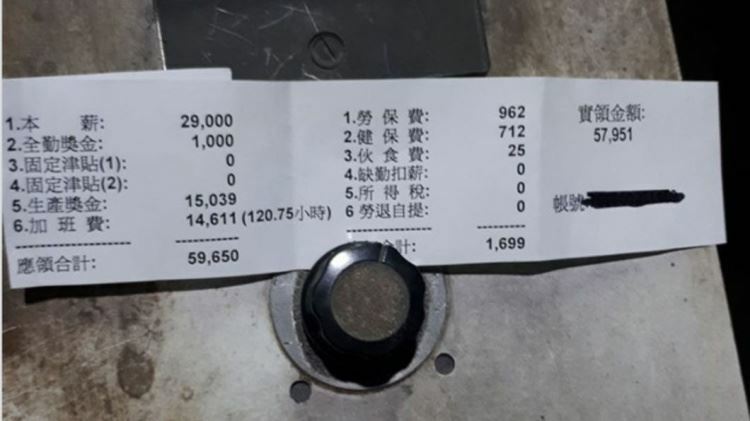 1.本 薪: 29,000
2.全勤獎金: 1,000
3.固定津貼(1): 0
4.固定津貼(2): 0
5.生產獎金: 15,039
6.加 班 費: 14,611 (120.75小時)
應領合計: 59,650
1.勞 保 費: 962
2.健 保 費: 712
3.伙 食 費: 25
4.缺勤扣薪: 0
5.所 得 稅: 0
6 勞退自提: 0
合計: 1,699
實領金額:
57,951
帳號